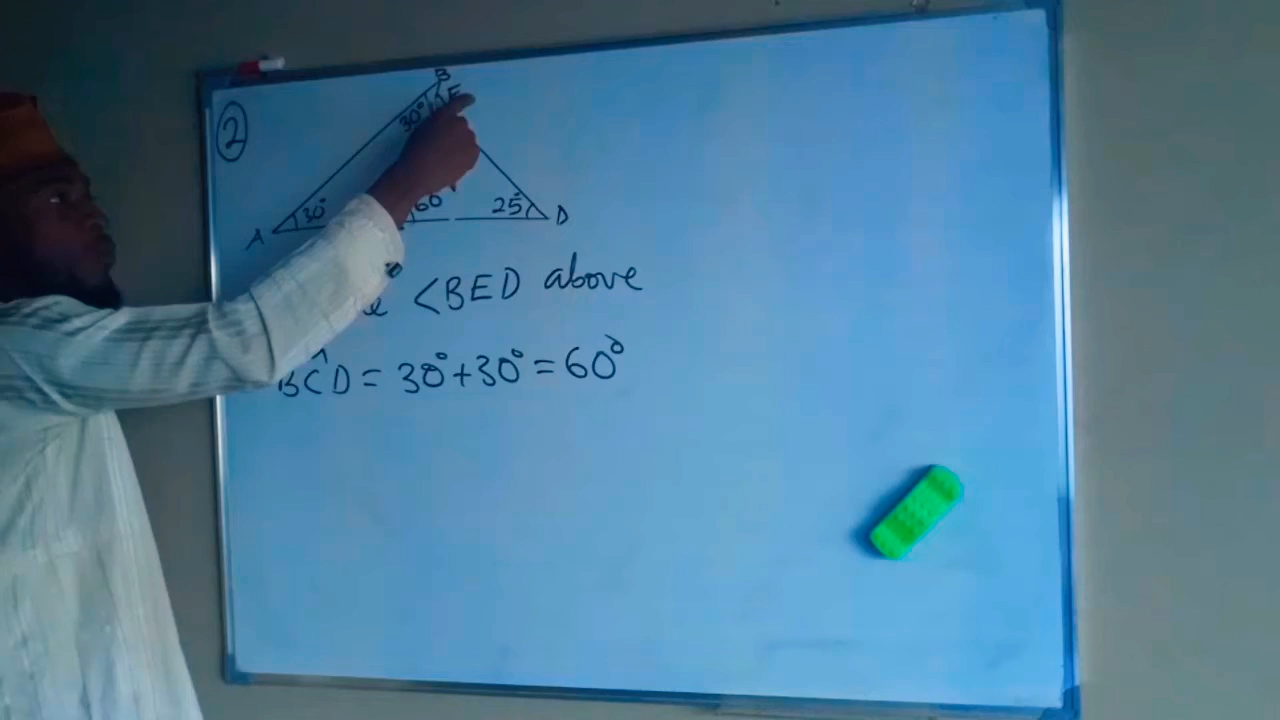 2
B
E
30°
A
30°
60
25°
D
<BED above
BĈD = 30° + 30° = 60°